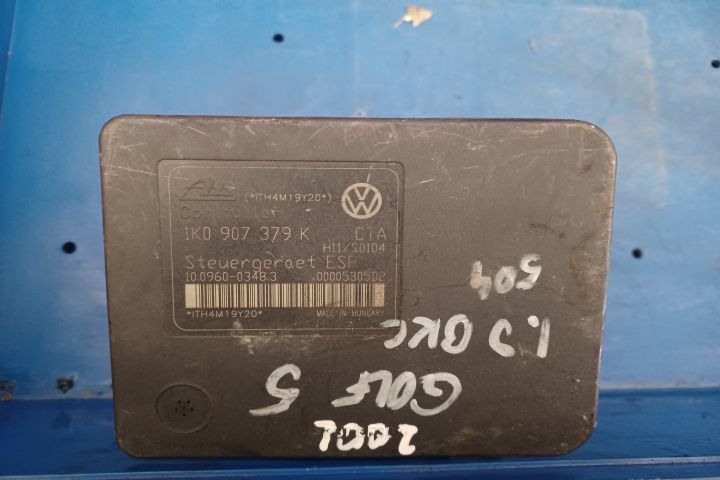 Ate (*1TH4M19Y20*)
Controller
1K0 907 379 K CTA
H11/S0104
Steuergeraet ESP
10.0960-0348.3 00005305D2
*1TH4M19Y20* MADE IN HUNGARY
504
1.9 BKC
GOLF 5